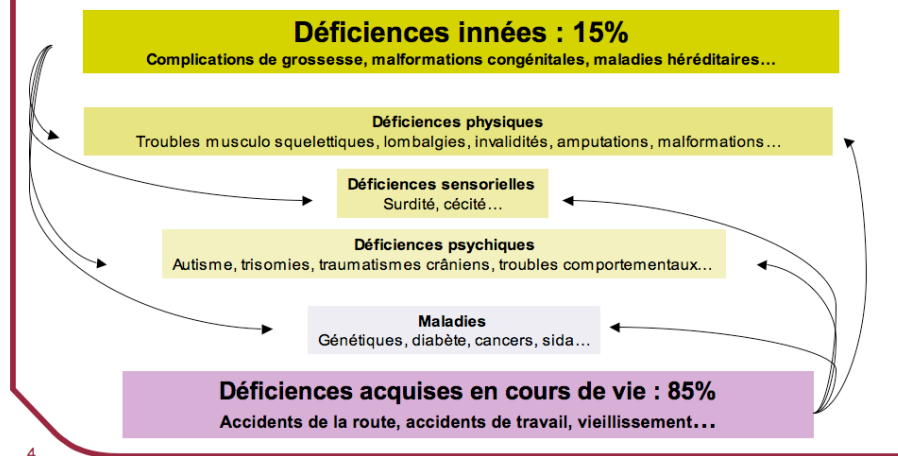 Déficiences innées : 15%
Complications de grossesse, malformations congénitales, maladies héréditaires…
Déficiences physiques
Troubles musculo squelettiques, lombalgies, invalidités, amputations, malformations…
Déficiences sensorielles
Surdité, cécité…
Déficiences psychiques
Autisme, trisomies, traumatismes crâniens, troubles comportementaux…
Maladies
Génétiques, diabète, cancers, sida…
Déficiences acquises en cours de vie : 85%
Accidents de la route, accidents de travail, vieillissement…
4